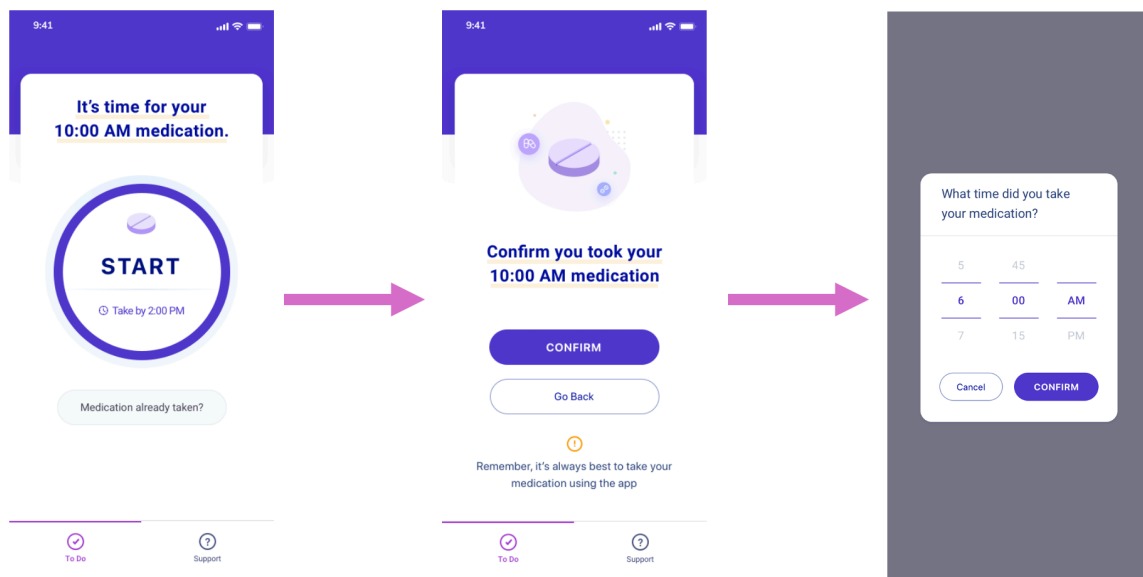 9:41
It's time for your
10:00 AM medication.
START
Take by 2:00 PM
Medication already taken?
To Do
Support
9:41
Confirm you took your
10:00 AM medication
CONFIRM
Go Back
Remember, it's always best to take your
medication using the app
To Do
Support
What time did you take
your medication?
5 45
6 00 AM
7 15 PM
Cancel CONFIRM